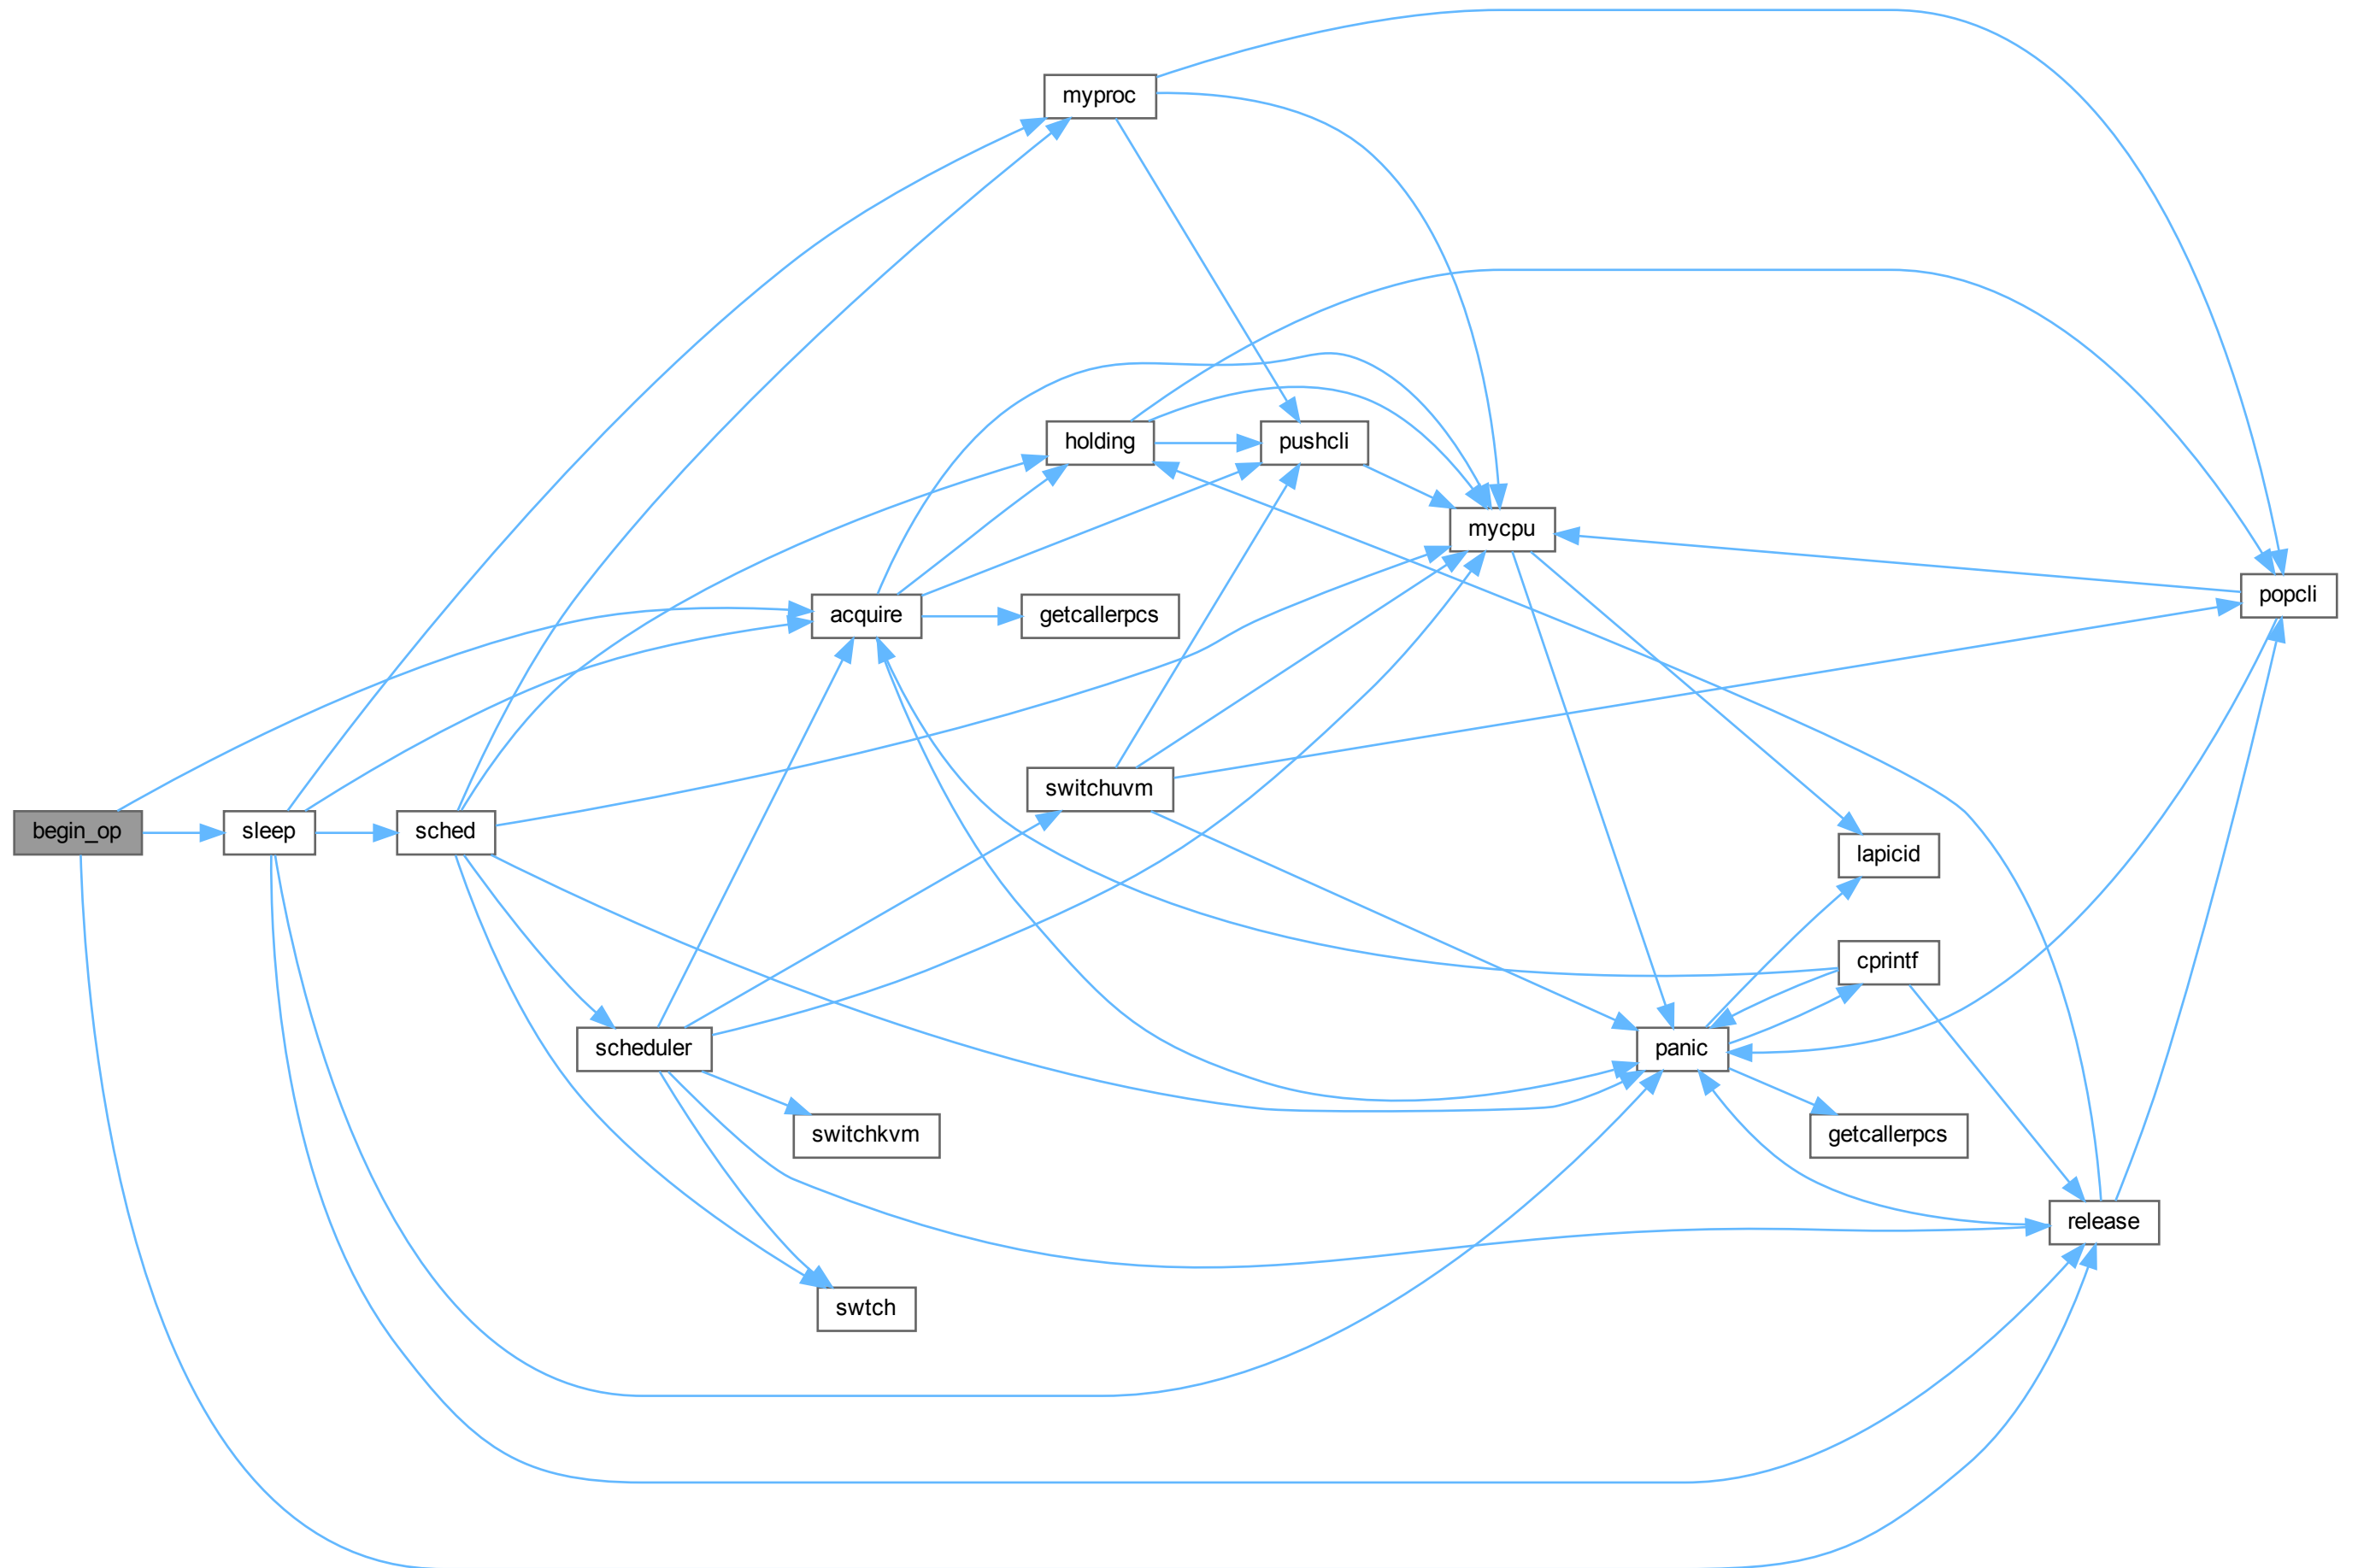 myproc
holding
pushcli
mycpu
popcli
acquire
getcallerpcs
switchuvm
begin_op
sleep
sched
lapicid
cprintf
scheduler
panic
switchkvm
getcallerpcs
release
swtch